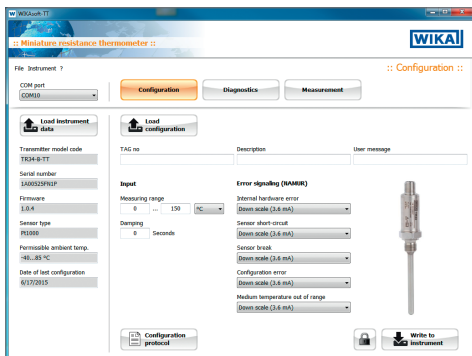 WIKAsoft-TT
:: Miniature resistance thermometer ::
WIKA
File Instrument ?
:: Configuration ::
COM port
COM10
Configuration
Diagnostics
Measurement
Load instrument
data
Load
configuration
Transmitter model code
TR34-B-TT
TAG no
Description
User message
Serial number
1A00525PN1P
Firmware
1.0.4
Sensor type
Pt1000
Permissible ambient temp.
-40...85 °C
Date of last configuration
6/17/2015
Input
Measuring range
0 ... 150 °C
Damping
0 Seconds
Error signaling (NAMUR)
Internal hardware error
Down scale (3.6 mA)
Sensor short-circuit
Down scale (3.6 mA)
Sensor break
Down scale (3.6 mA)
Configuration error
Down scale (3.6 mA)
Medium temperature out of range
Down scale (3.6 mA)
Configuration
protocol
Write to
instrument